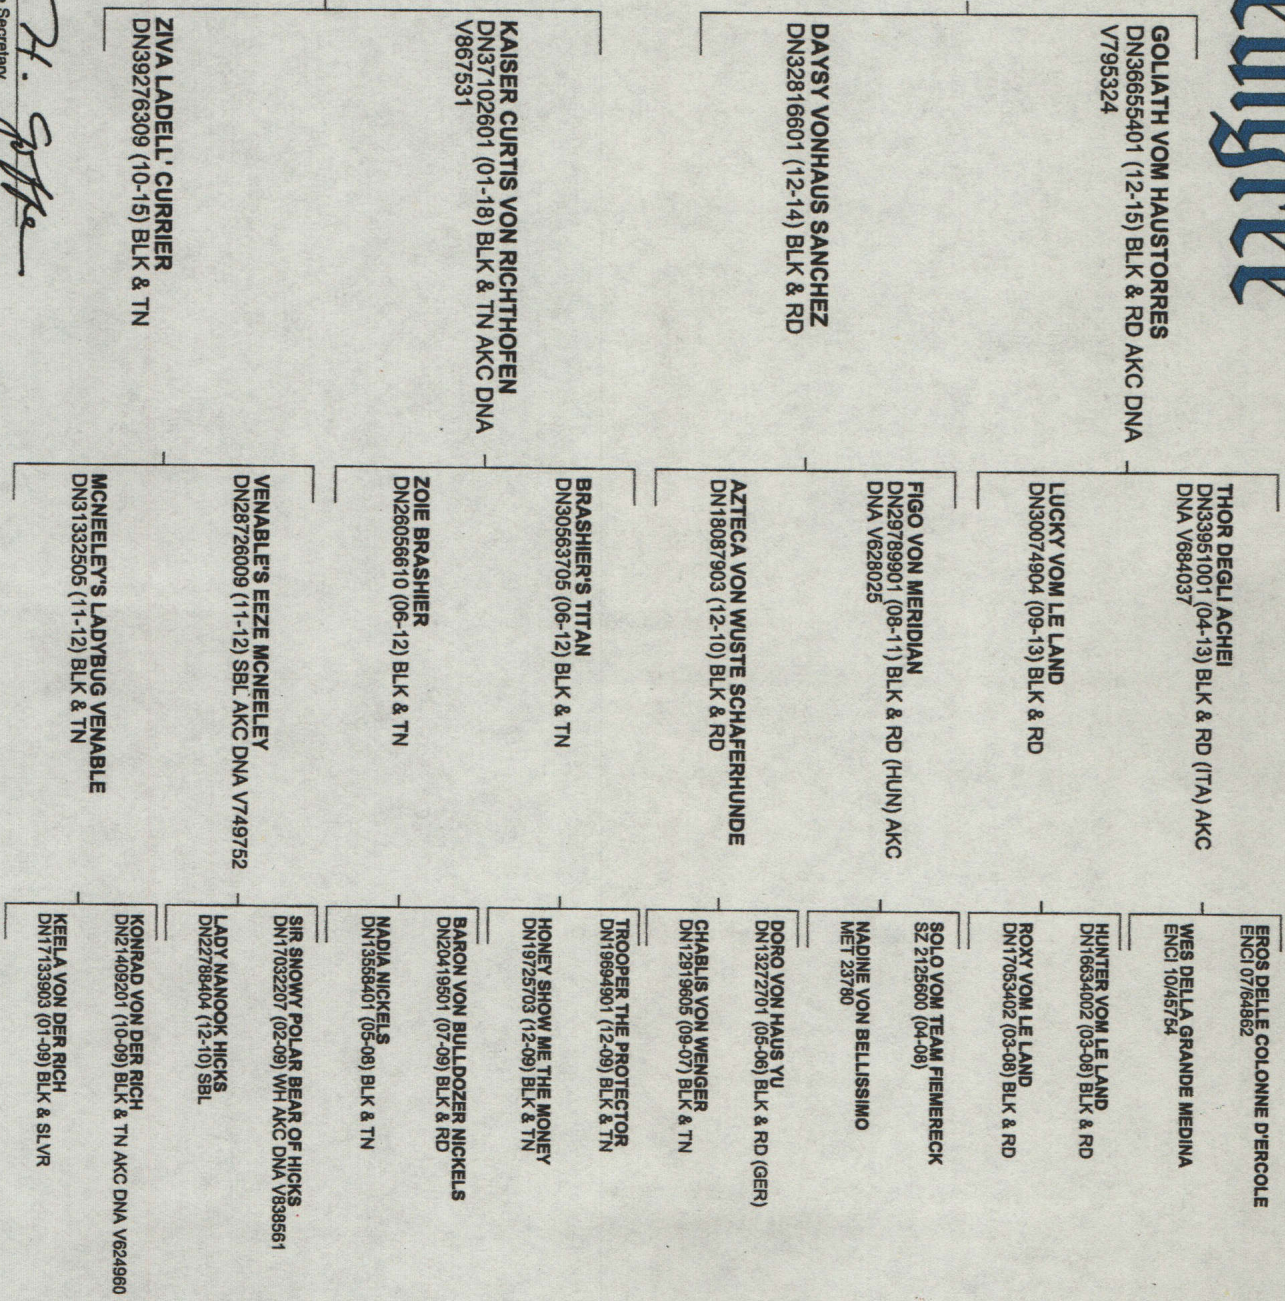 GOLIATH VOM HAUSTORRES
DN36655401 (12-15) BLK & RD AKC DNA
V795324
DAYSY VONHAUS SANCHEZ
DN32816601 (12-14) BLK & RD
KAISER CURTIS VON RICHTHOFEN
DN37102601 (01-18) BLK & TN AKC DNA
V867531
ZIVA LADELL' CURRIER
DN39276309 (10-15) BLK & TN
Secretary
THOR DEGLI ACHEI
DN33951001 (04-13) BLK & RD (ITA) AKC
DNA V684037
LUCKY VOM LE LAND
DN30074904 (09-13) BLK & RD
FIGO VON MERIDIAN
DN29789901 (08-11) BLK & RD (HUN) AKC
DNA V628025
AZTECA VON WUSTE SCHAFERHUNDE
DN18087903 (12-10) BLK & RD
BRASHIER'S TITAN
DN30563705 (06-12) BLK & TN
ZOIE BRASHIER
DN26056610 (06-12) BLK & TN
VENABLE'S EEZE MCNEELEY
DN28726009 (11-12) SBL AKC DNA V749752
MCNEELEY'S LADYBUG VENABLE
DN31332505 (11-12) BLK & TN
EROS DELLE COLONNE D'ERCOLE
ENCI 07/64862
WES DELLA GRANDE MEDINA
ENCI 10/45754
HUNTER VOM LE LAND
DN16634002 (03-08) BLK & RD
ROXY VOM LE LAND
DN17053402 (03-08) BLK & RD
SOLO VOM TEAM FIEMERECK
SZ 2125600 (04-08)
NADINE VON BELLISSIMO
MET 23780
DORO VON HAUS YU
DN13272701 (05-06) BLK & RD (GER)
CHABLIS VON WENGER
DN12919605 (09-07) BLK & TN
TROOPER THE PROTECTOR
DN19694901 (12-09) BLK & TN
HONEY SHOW ME THE MONEY
DN19725703 (12-09) BLK & TN
BARON VON BULLDOZER NICKELS
DN20419501 (07-09) BLK & RD
NADIA NICKELS
DN13558401 (05-08) BLK & TN
SIR SNOWY POLAR BEAR OF HICKS
DN17032207 (02-09) WH AKC DNA V838561
LADY NANOOK HICKS
DN22788404 (12-10) SBL
KONRAD VON DER RICH
DN21409201 (10-09) BLK & TN AKC DNA V624960
KEELA VON DER RICH
DN17133903 (01-09) BLK & SLVR